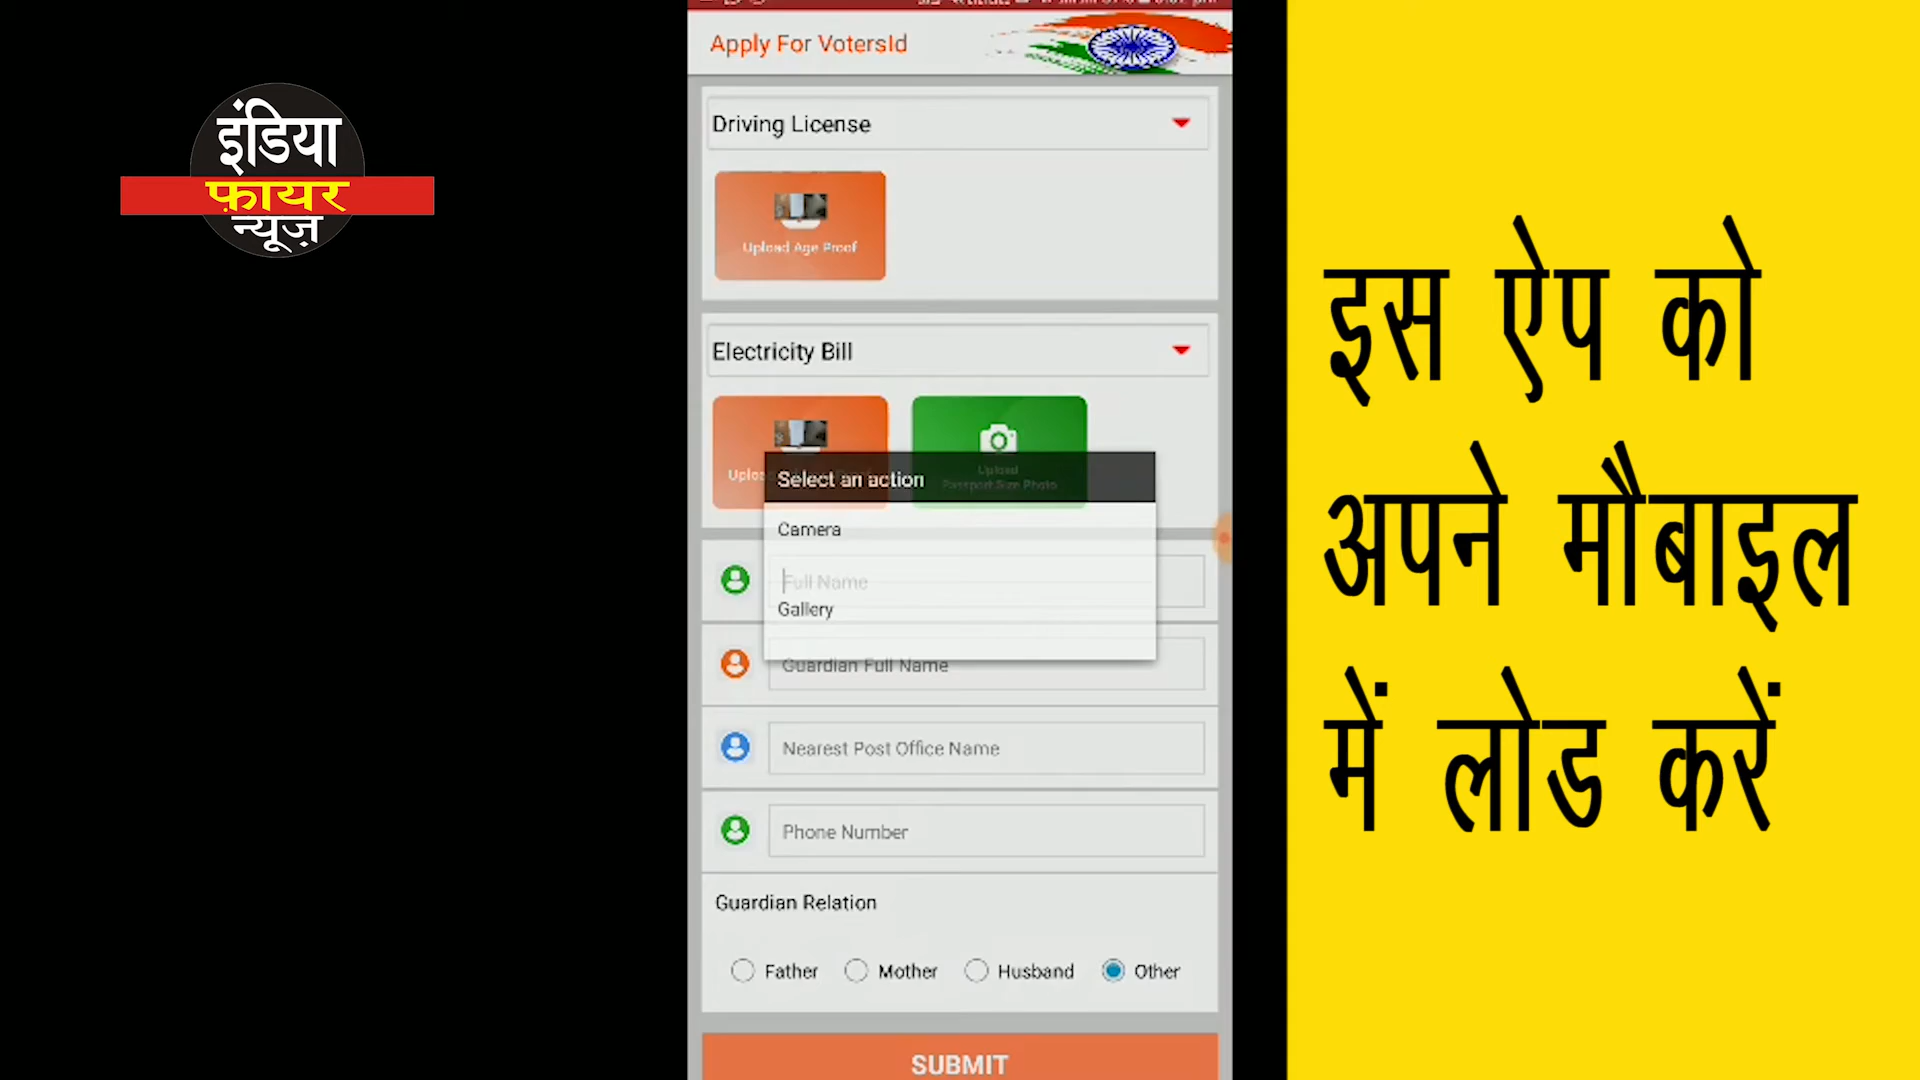 इंडिया
फ़ायर
न्यूज़
Apply For VotersId
Driving License
Upload Age Proof
Electricity Bill
Upload
Passport Size Photo
Select an action
Camera
Full Name
Gallery
Guardian Full Name
Nearest Post Office Name
Phone Number
Guardian Relation
Father Mother Husband Other
SUBMIT
इस ऐप को
अपने मौबाइल
में लोड करें